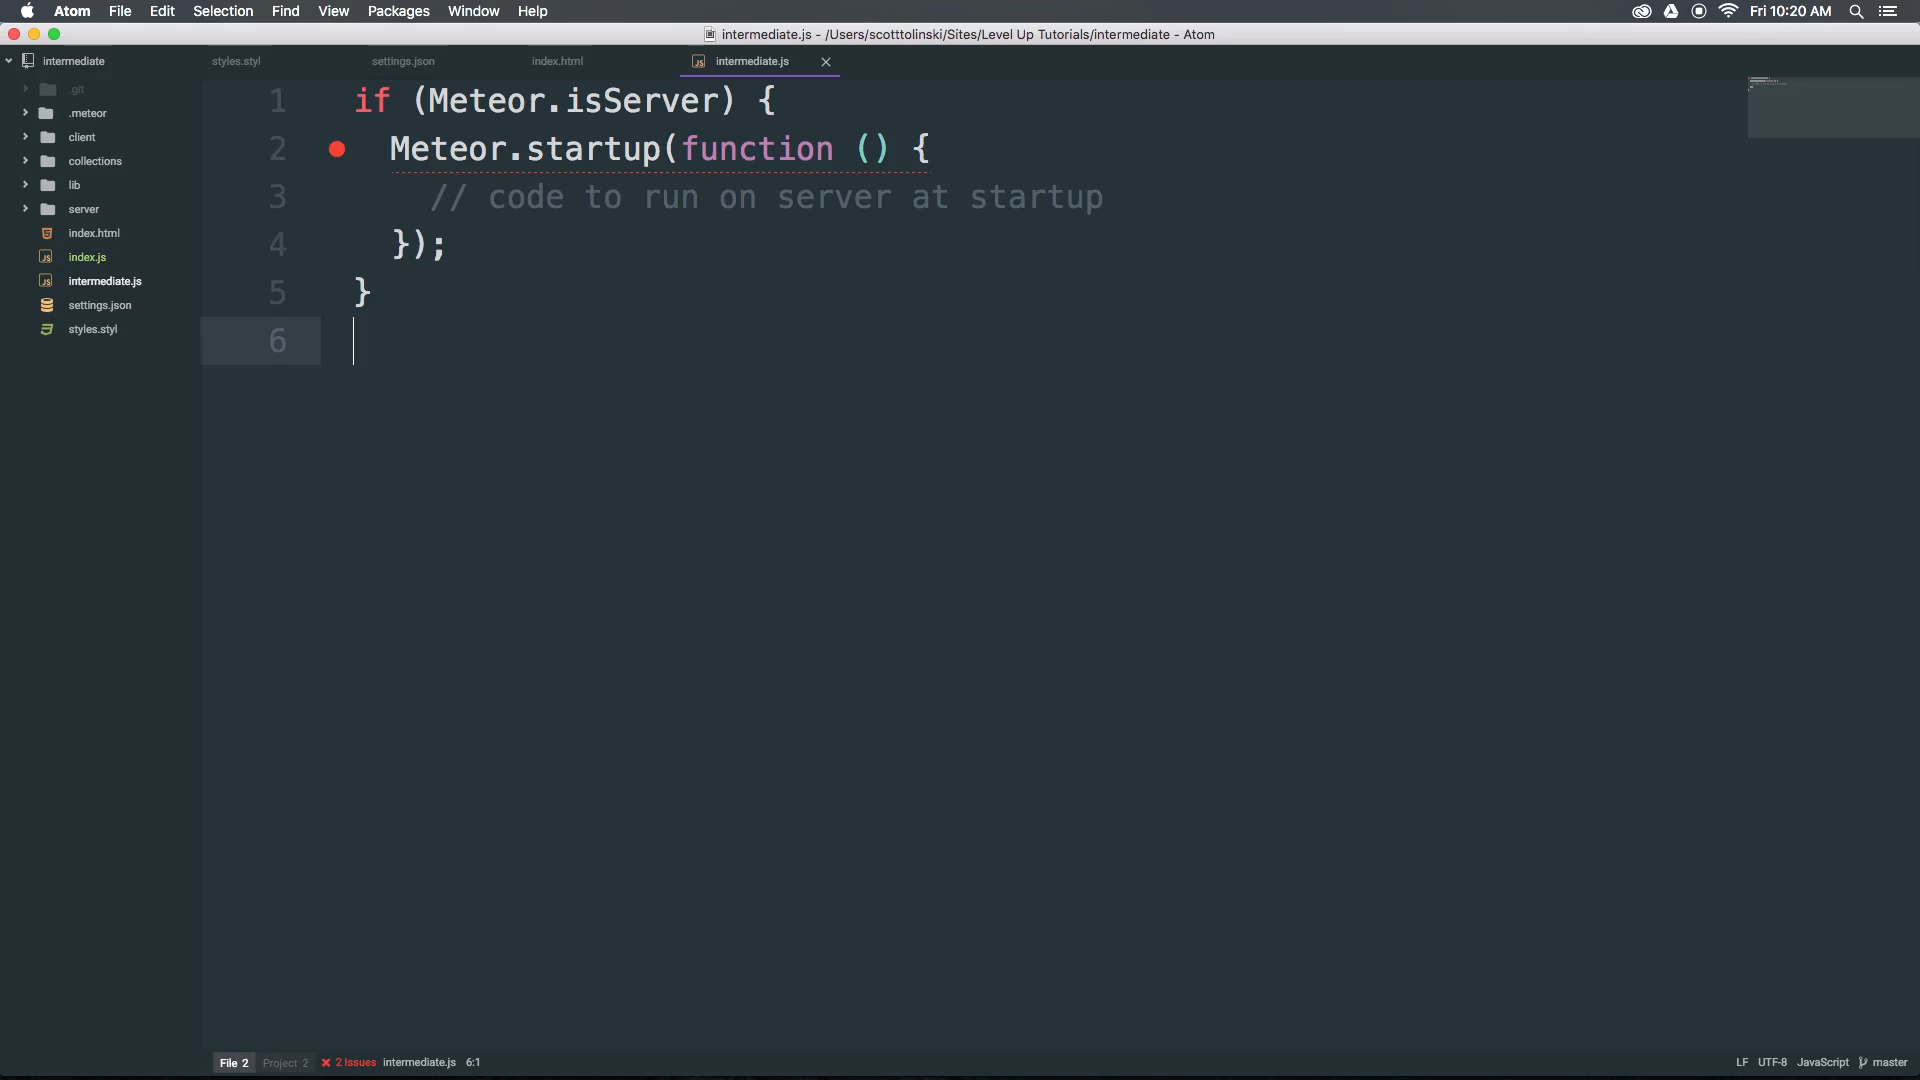 Atom File Edit Selection Find View Packages Window Help Fri 10:20 AM
intermediate.js - /Users/scotttolinski/Sites/Level Up Tutorials/intermediate - Atom
intermediate
.git
.meteor
client
collections
lib
server
index.html
index.js
intermediate.js
settings.json
styles.styl
styles.styl settings.json index.html intermediate.js
1 if (Meteor.isServer) {
2 Meteor.startup(function () {
3 // code to run on server at startup
4 });
5 }
6
File 2 Project 2 2 Issues intermediate.js 6:1 LF UTF-8 JavaScript master